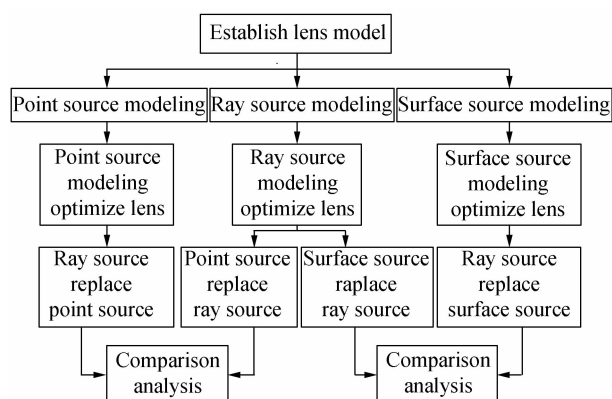 Establish lens model
Point source modeling
Ray source modeling
Surface source modeling
Point source
modeling
optimize lens
Ray source
modeling
optimize lens
Surface source
modeling
optimize lens
Ray source
replace
point source
Point source
replace
ray source
Surface source
raplace
ray source
Ray source
replace
surface source
Comparison
analysis
Comparison
analysis